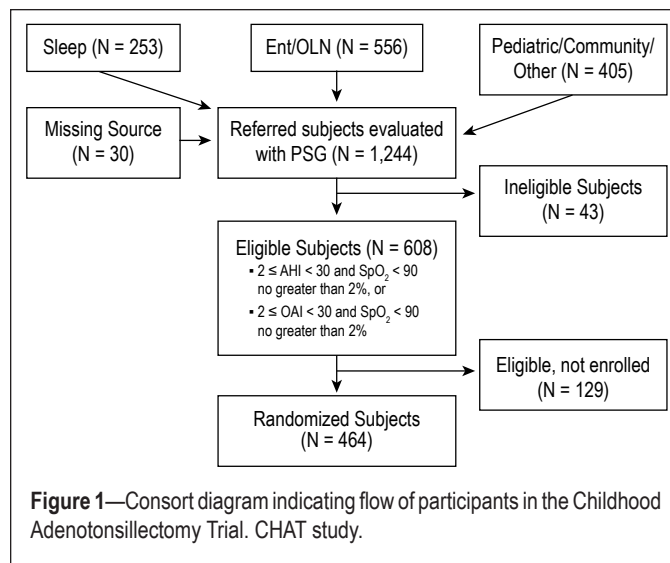 Sleep (N = 253)
Ent/OLN (N = 556)
Pediatric/Community/
Other (N = 405)
Missing Source
(N = 30)
Referred subjects evaluated
with PSG (N = 1,244)
Ineligible Subjects
(N = 43)
Eligible Subjects (N = 608)
▪ 2 ≤ AHI < 30 and SpO₂ < 90
no greater than 2%, or
▪ 2 ≤ OAI < 30 and SpO₂ < 90
no greater than 2%
Eligible, not enrolled
(N = 129)
Randomized Subjects
(N = 464)
Figure 1—Consort diagram indicating flow of participants in the Childhood
Adenotonsillectomy Trial. CHAT study.